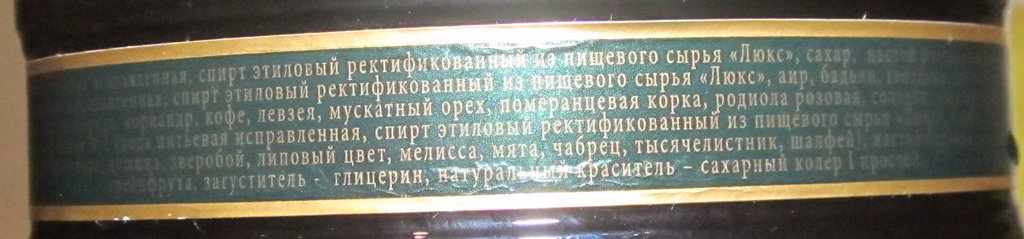 спирт этиловый ректификованный из пищевого сырья «Люкс», сахар,
спирт этиловый ректификованный из пищевого сырья «Люкс», аир, бадьян,
кориандр, кофе, левзея, мускатный орех, померанцевая корка, родиола розовая,
вода питьевая исправленная, спирт этиловый ректификованный из пищевого сырья
зверобой, липовый цвет, мелисса, мята, чабрец, тысячелистник, шалфей),
загуститель - глицерин, натуральный краситель – сахарный колер I простой